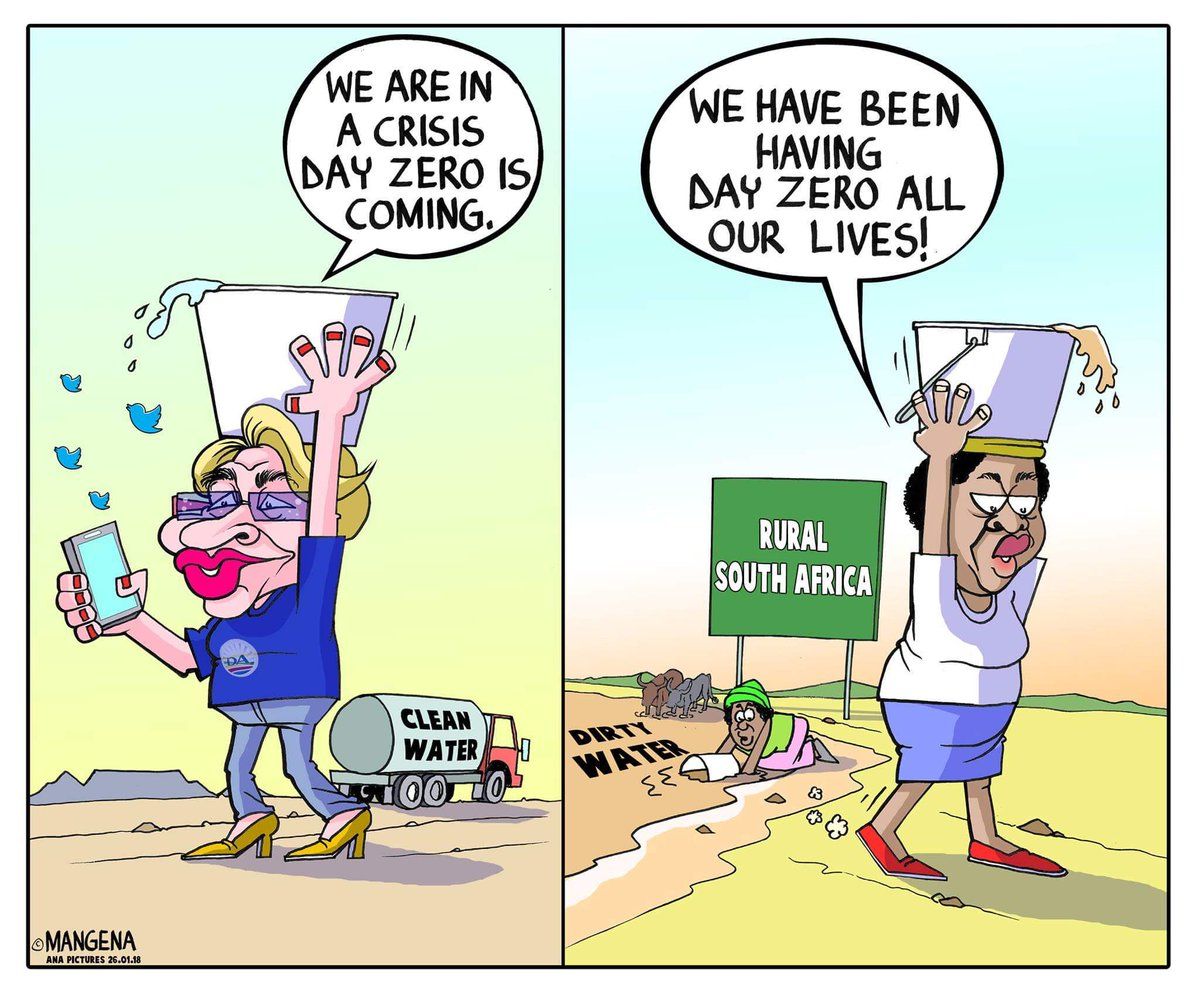 WE ARE IN
A CRISIS
DAY ZERO IS
COMING.
DA
CLEAN
WATER
©MANGENA
ANA PICTURES 26.01.18
WE HAVE BEEN
HAVING
DAY ZERO ALL
OUR LIVES!
RURAL
SOUTH AFRICA
DIRTY
WATER